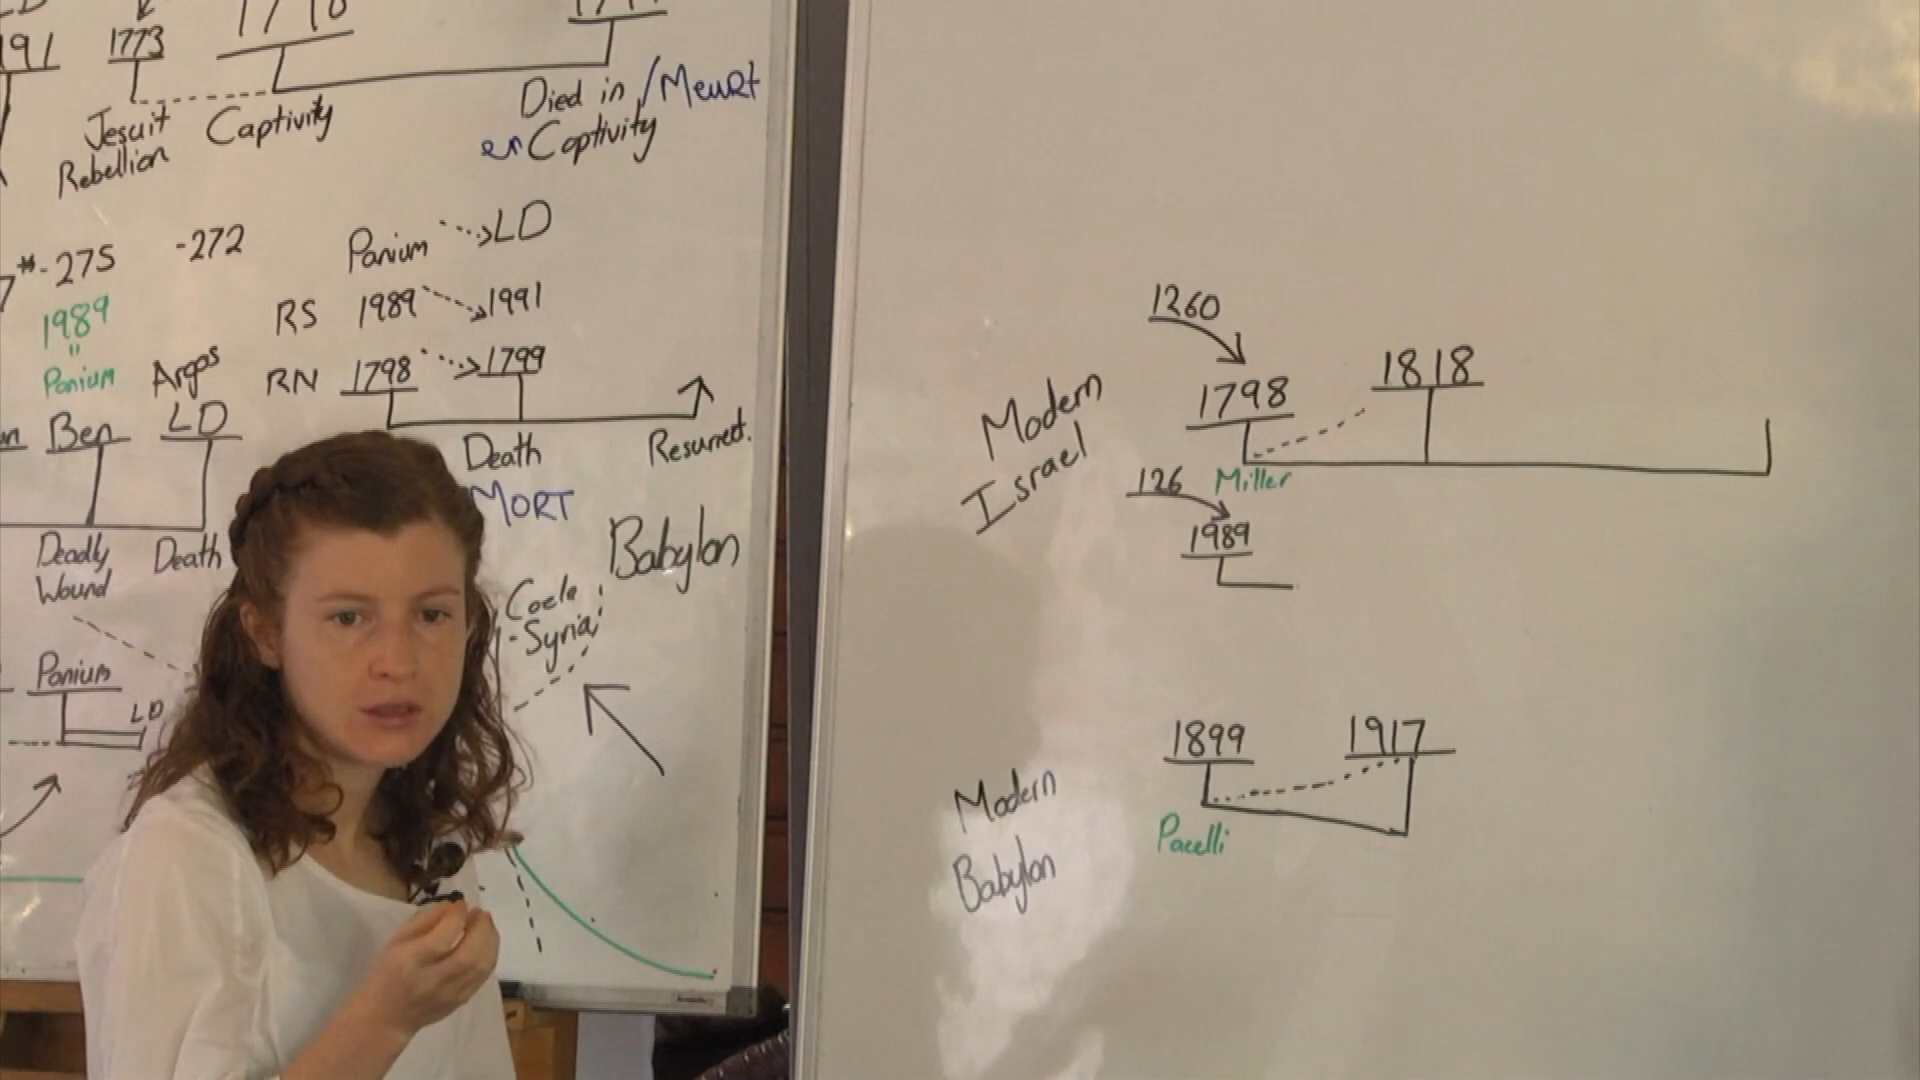 191
1773
Jesuit
Rebellion
Captivity
Died in /Meurt
en Captivity
-275
-272
1989
"
Panium
Argos
Ben
LD
Deadly
Wound
Death
Panium
LD
Panium LD
RS 1989 1991
RN 1798 1799
Death
MORT
Resurrect.
Babylon
Coele
-Syria
Modern
Israel
1260
1798
1818
Miller
126
1989
Modern
Babylon
1899
1917
Pacelli